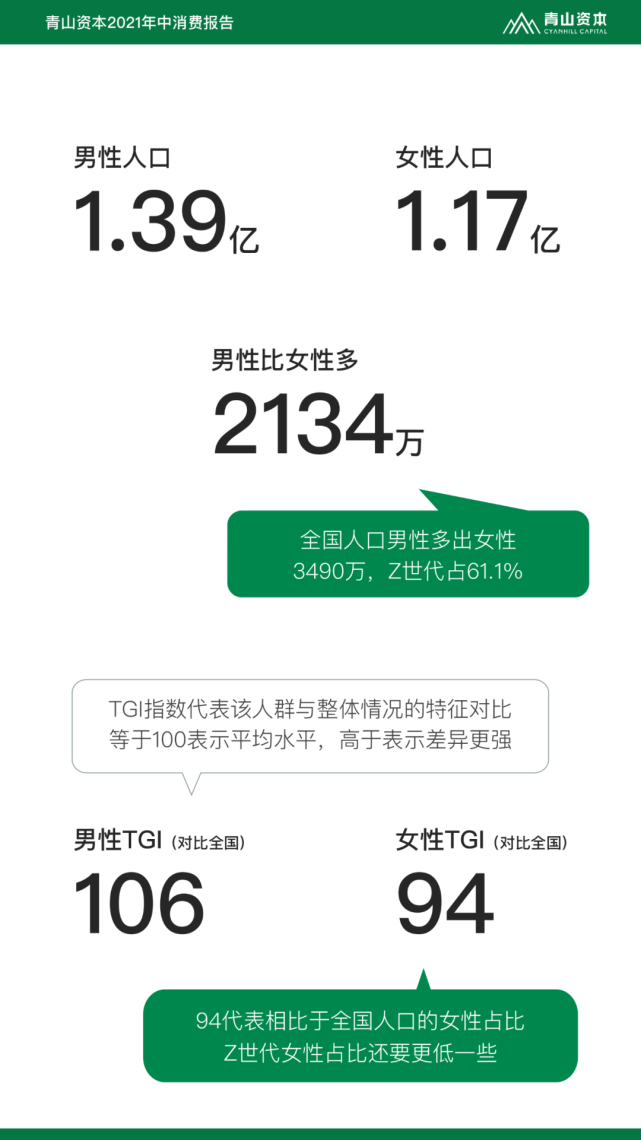 青山资本2021年中消费报告
青山资本
CYANHILL CAPITAL
男性人口
1.39亿
女性人口
1.17亿
男性比女性多
2134万
全国人口男性多出女性
3490万，Z世代占61.1%
TGI指数代表该人群与整体情况的特征对比
等于100表示平均水平，高于表示差异更强
男性TGI（对比全国）
106
女性TGI（对比全国）
94
94代表相比于全国人口的女性占比
Z世代女性占比还要更低一些